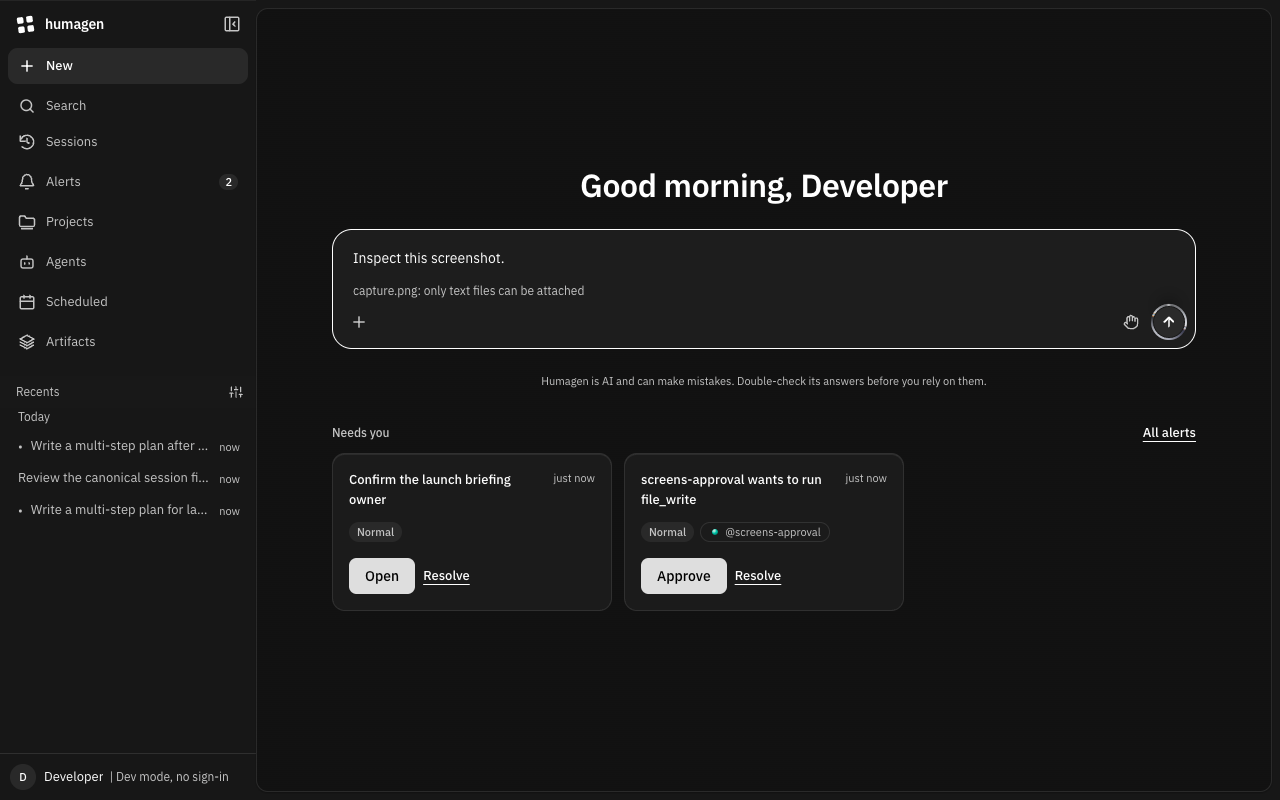 humagen
New
Search
Sessions
Alerts
2
Projects
Agents
Scheduled
Artifacts
Recents
Today
• Write a multi-step plan after ... now
Review the canonical session fi... now
• Write a multi-step plan for la... now
D Developer | Dev mode, no sign-in
Good morning, Developer
Inspect this screenshot.
capture.png: only text files can be attached
Humagen is AI and can make mistakes. Double-check its answers before you rely on them.
Needs you
All alerts
Confirm the launch briefing
owner
just now
Normal
Open Resolve
screens-approval wants to run
file_write
just now
Normal @screens-approval
Approve Resolve